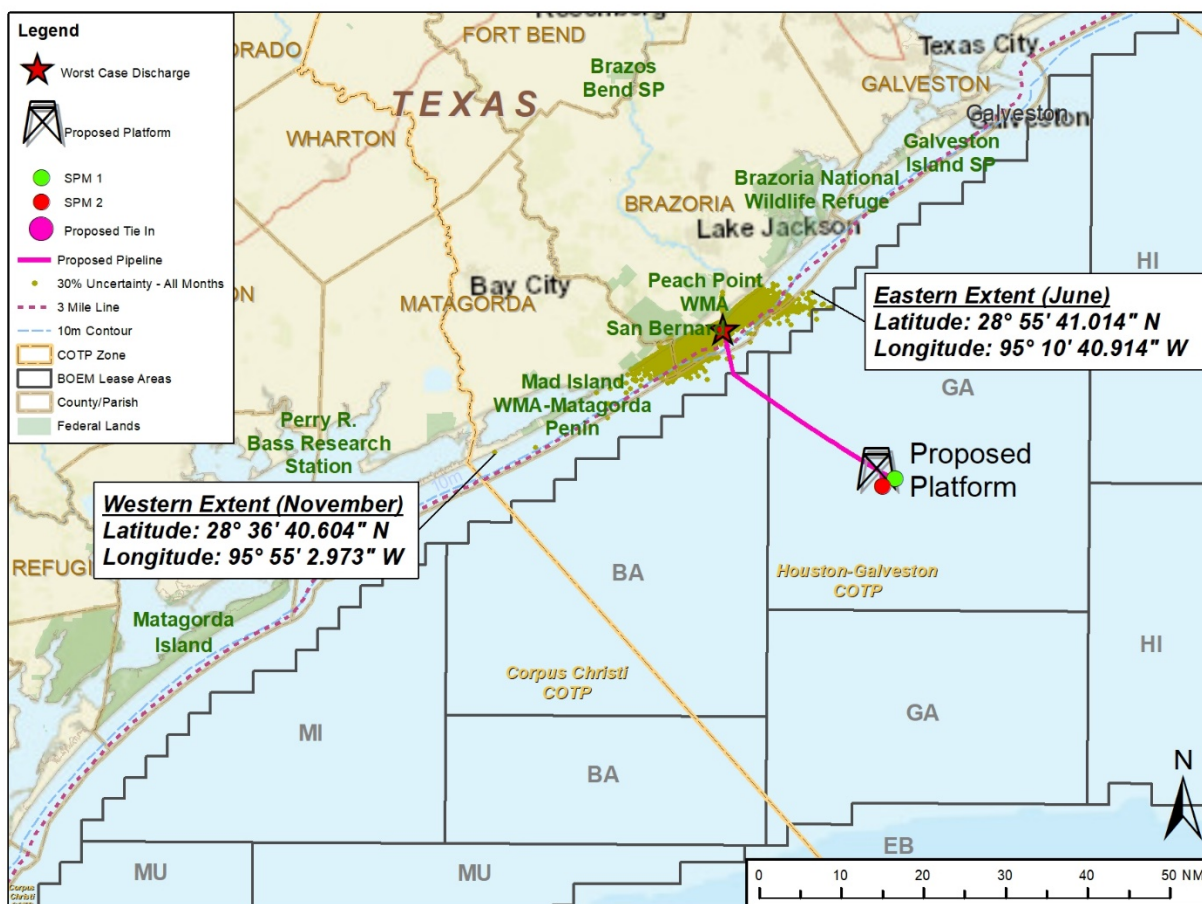 Legend
Worst Case Discharge
Proposed Platform
SPM 1
SPM 2
Proposed Tie In
Proposed Pipeline
30% Uncertainty - All Months
3 Mile Line
10m Contour
COTP Zone
BOEM Lease Areas
County/Parish
Federal Lands
FORT BEND
Texas City
Brazos
Bend SP
GALVESTON
TEXAS
Galveston
Galveston
WHARTON
Galveston
Island SP
Brazoria National
Wildlife Refuge
BRAZORIA
Lake Jackson
HI
Bay City
Peach Point
WMA
MATAGORDA
San Bernard
Eastern Extent (June)
Latitude: 28° 55' 41.014" N
Longitude: 95° 10' 40.914" W
Mad Island
WMA-Matagorda
Penin
GA
Perry R.
Bass Research
Station
10m
Proposed
Platform
Western Extent (November)
Latitude: 28° 36' 40.604" N
Longitude: 95° 55' 2.973" W
REFUGI
BA
Houston-Galveston
COTP
Matagorda
Island
HI
Corpus Christi
COTP
GA
MI
BA
N
EB
MU
MU
Corpus
Christi
COTP
0 10 20 30 40 50 NM